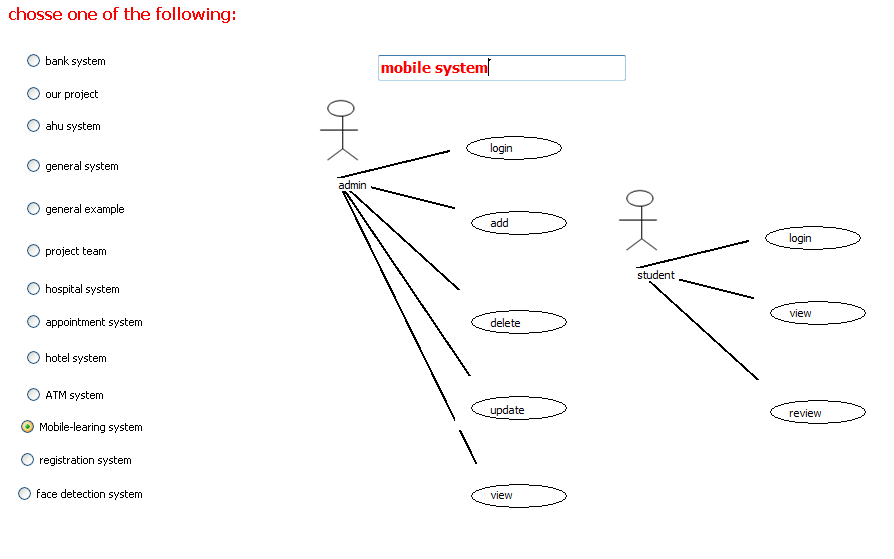 chosse one of the following:
bank system
our project
ahu system
general system
general example
project team
hospital system
appointment system
hotel system
ATM system
Mobile-learing system
registration system
face detection system
mobile system
admin
login
add
delete
update
view
student
login
view
review